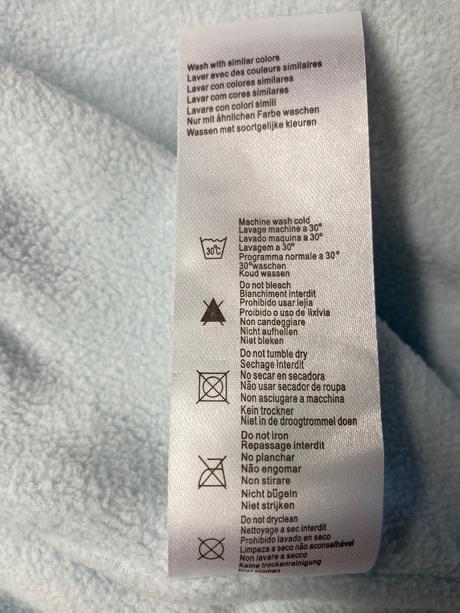 Wash with similar colors
Laver avec des couleurs similaires
Lavar con colores similares
Lavar com cores similares
Lavare con colori simili
Nur mit ähnlichen Farbe waschen
Wassen met soortgelijke kleuren
Machine wash cold
Lavage machine a 30°
Lavado maquina a 30°
Lavagem a 30°
Programma normale a 30°
30°waschen
Koud wassen
30°C
Do not bleach
Blanchiment interdit
Prohibido usar lejia
Proibido o uso de lixívia
Non candeggiare
Nicht aufhellen
Niet bleken
Do not tumble dry
Sechage interdit
No secar en secadora
Não usar secador de roupa
Non asciugare a macchina
Kein trockner
Niet in de droogtrommel doen
Do not iron
Repassage interdit
No planchar
Não engomar
Non stirare
Nicht bügeln
Niet strijken
Do not dryclean
Nettoyage a sec interdit
Prohibido lavado en seco
Limpeza a seco não aconselhável
Non lavare a secco
Keine trockenreinigung
Niet stomen